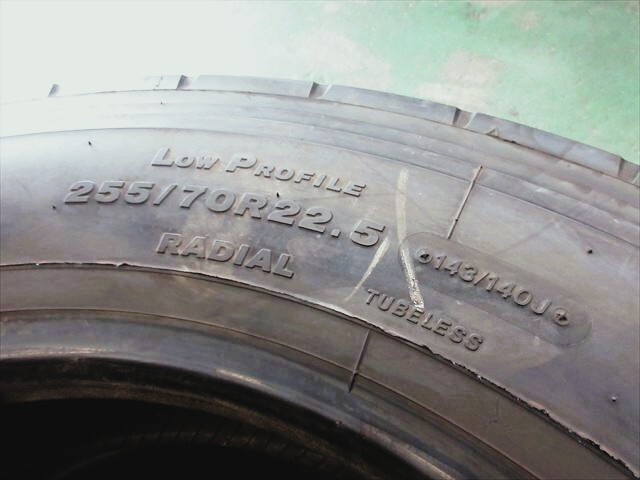 LOW PROFILE
255/70R22.5
RADIAL
TUBELESS
143/140J